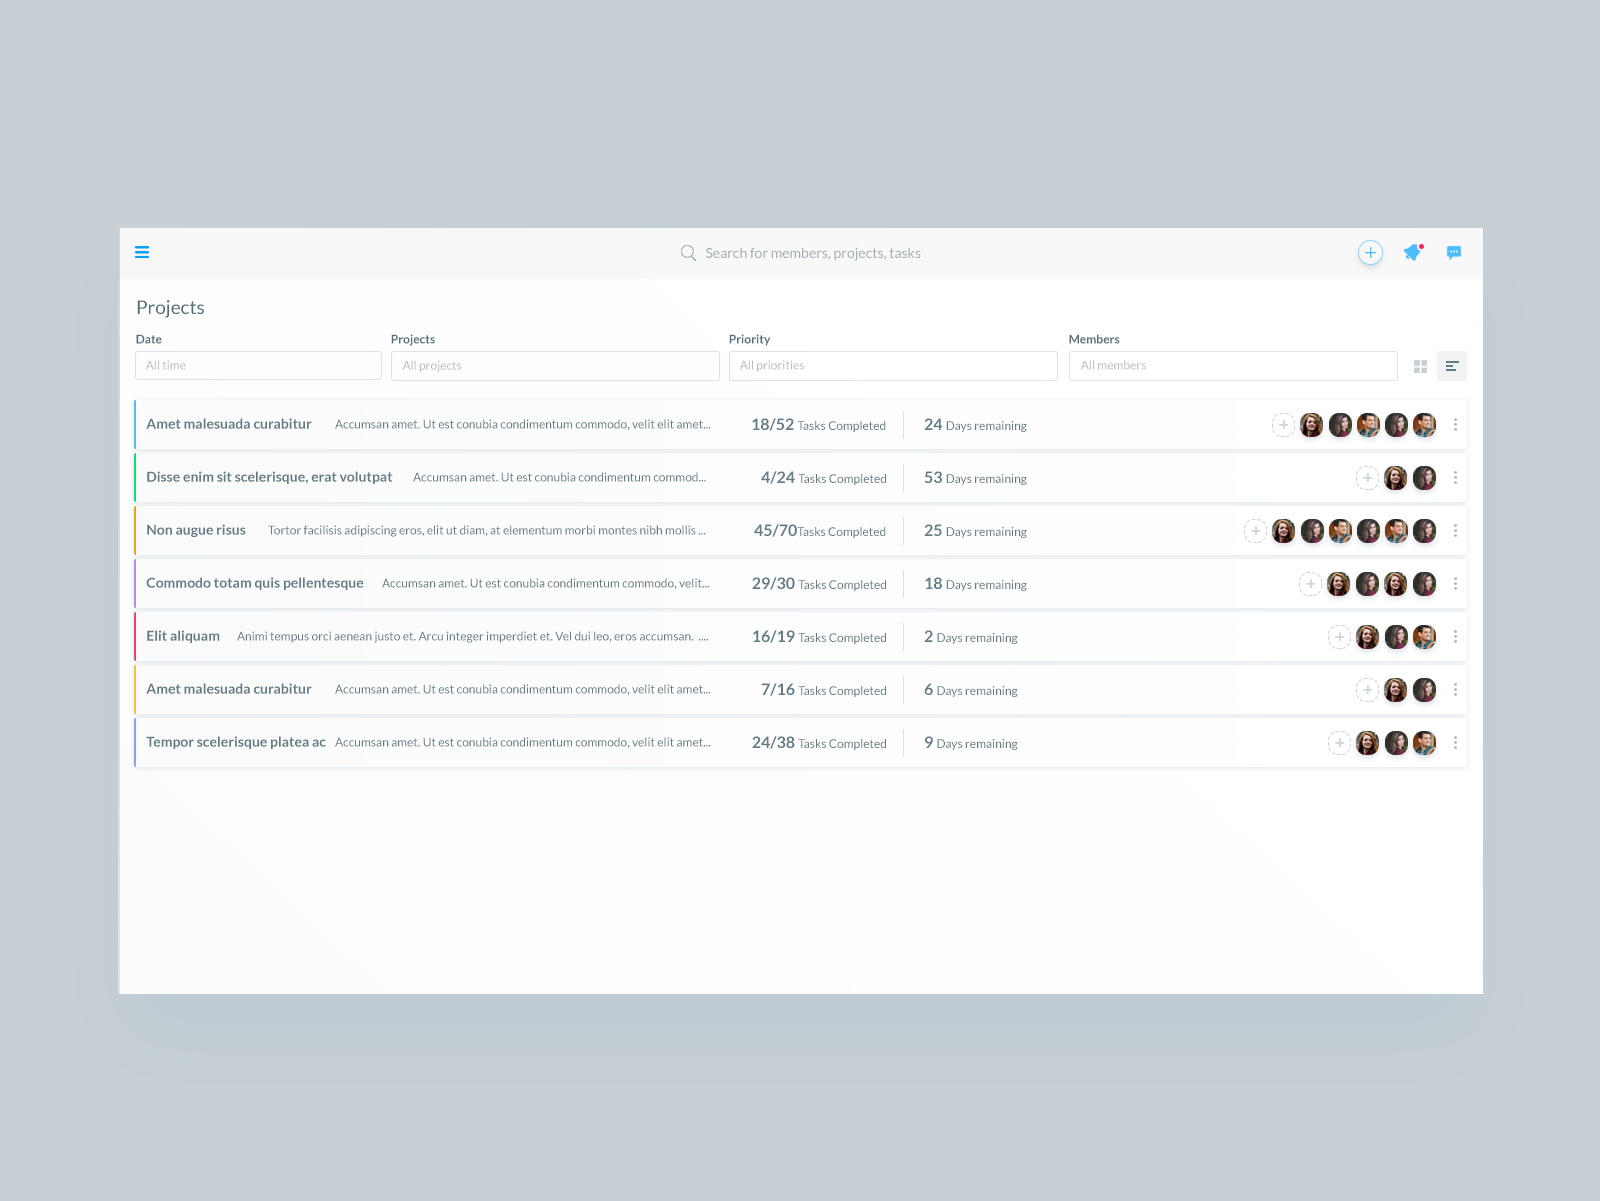 Search for members, projects, tasks
Projects
Date Projects Priority Members
All time All projects All priorities All members
Amet malesuada curabitur Accumsan amet. Ut est conubia condimentum commodo, velit elit amet... 18/52 Tasks Completed 24 Days remaining
Disse enim sit scelerisque, erat volutpat Accumsan amet. Ut est conubia condimentum commod... 4/24 Tasks Completed 53 Days remaining
Non augue risus Tortor facilisis adipiscing eros, elit ut diam, at elementum morbi montes nibh mollis ... 45/70Tasks Completed 25 Days remaining
Commodo totam quis pellentesque Accumsan amet. Ut est conubia condimentum commodo, velit... 29/30 Tasks Completed 18 Days remaining
Elit aliquam Animi tempus orci aenean justo et. Arcu integer imperdiet et. Vel dui leo, eros accumsan. .... 16/19 Tasks Completed 2 Days remaining
Amet malesuada curabitur Accumsan amet. Ut est conubia condimentum commodo, velit elit amet... 7/16 Tasks Completed 6 Days remaining
Tempor scelerisque platea ac Accumsan amet. Ut est conubia condimentum commodo, velit elit amet... 24/38 Tasks Completed 9 Days remaining